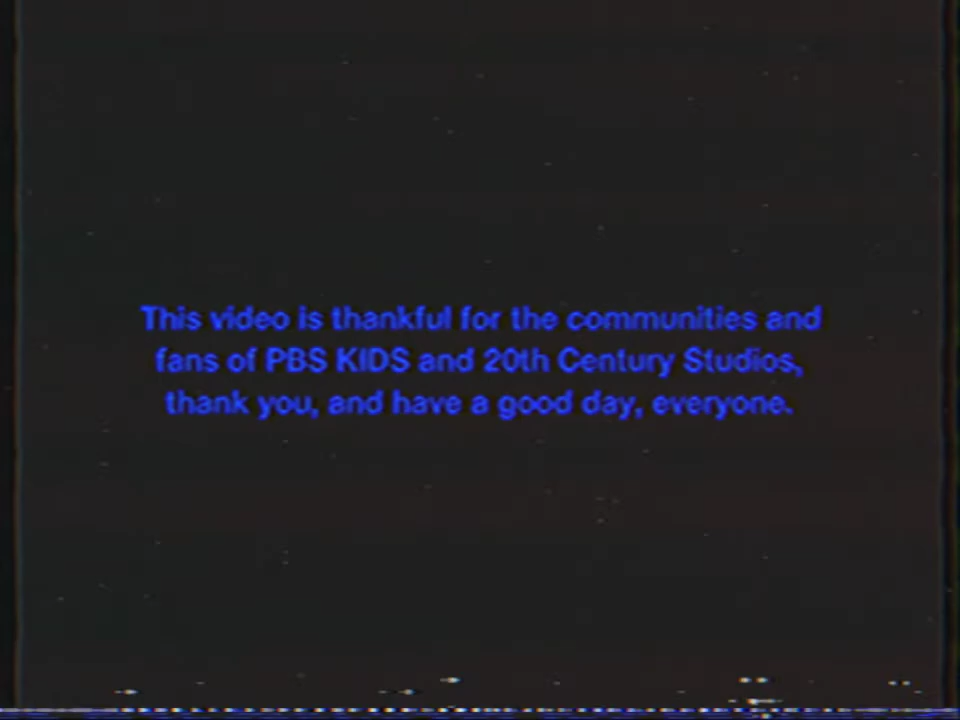 This video is thankful for the communities and
fans of PBS KIDS and 20th Century Studios,
thank you, and have a good day, everyone.